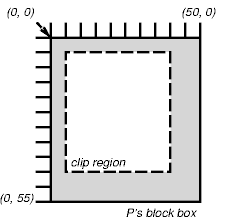 (0, 0) (50, 0)
clip region
(0, 55)
P's block box